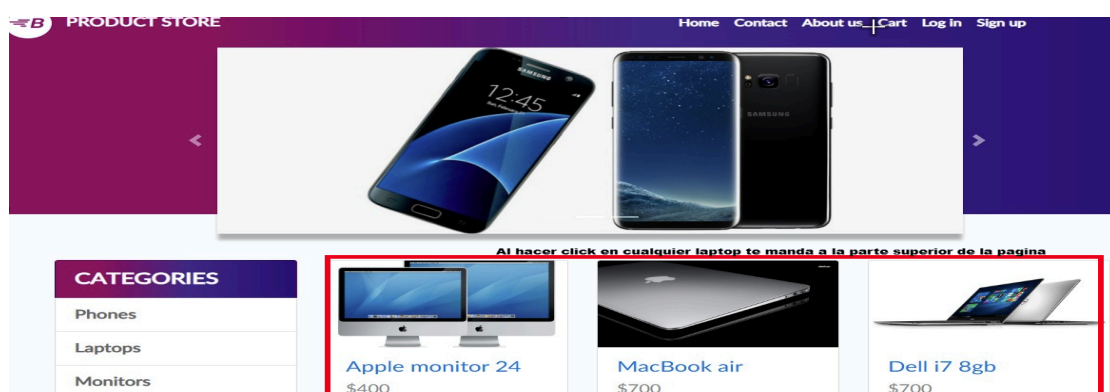 PRODUCT STORE
Home Contact About us Cart Log in Sign up
SAMSUNG
12:45
SAMSUNG
Al hacer click en cualquier laptop te manda a la parte superior de la pagina
CATEGORIES
Phones
Laptops
Monitors
Apple monitor 24
$400
MacBook air
$700
Dell i7 8gb
$700